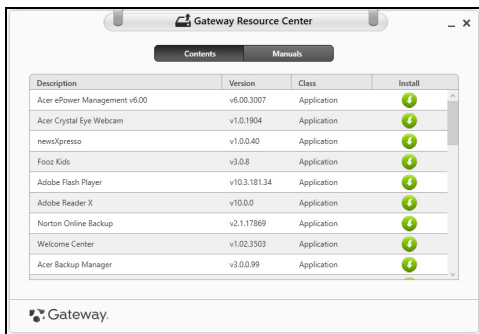 Gateway Resource Center
Contents Manuals
Description Version Class Install
Acer ePower Management v6.00 v6.00.3007 Application
Acer Crystal Eye Webcam v1.0.1904 Application
newsXpresso v1.0.0.40 Application
Fooz Kids v3.0.8 Application
Adobe Flash Player v10.3.181.34 Application
Adobe Reader X v10.0.0 Application
Norton Online Backup v2.1.17869 Application
Welcome Center v1.02.3503 Application
Acer Backup Manager v3.0.0.99 Application
Gateway.